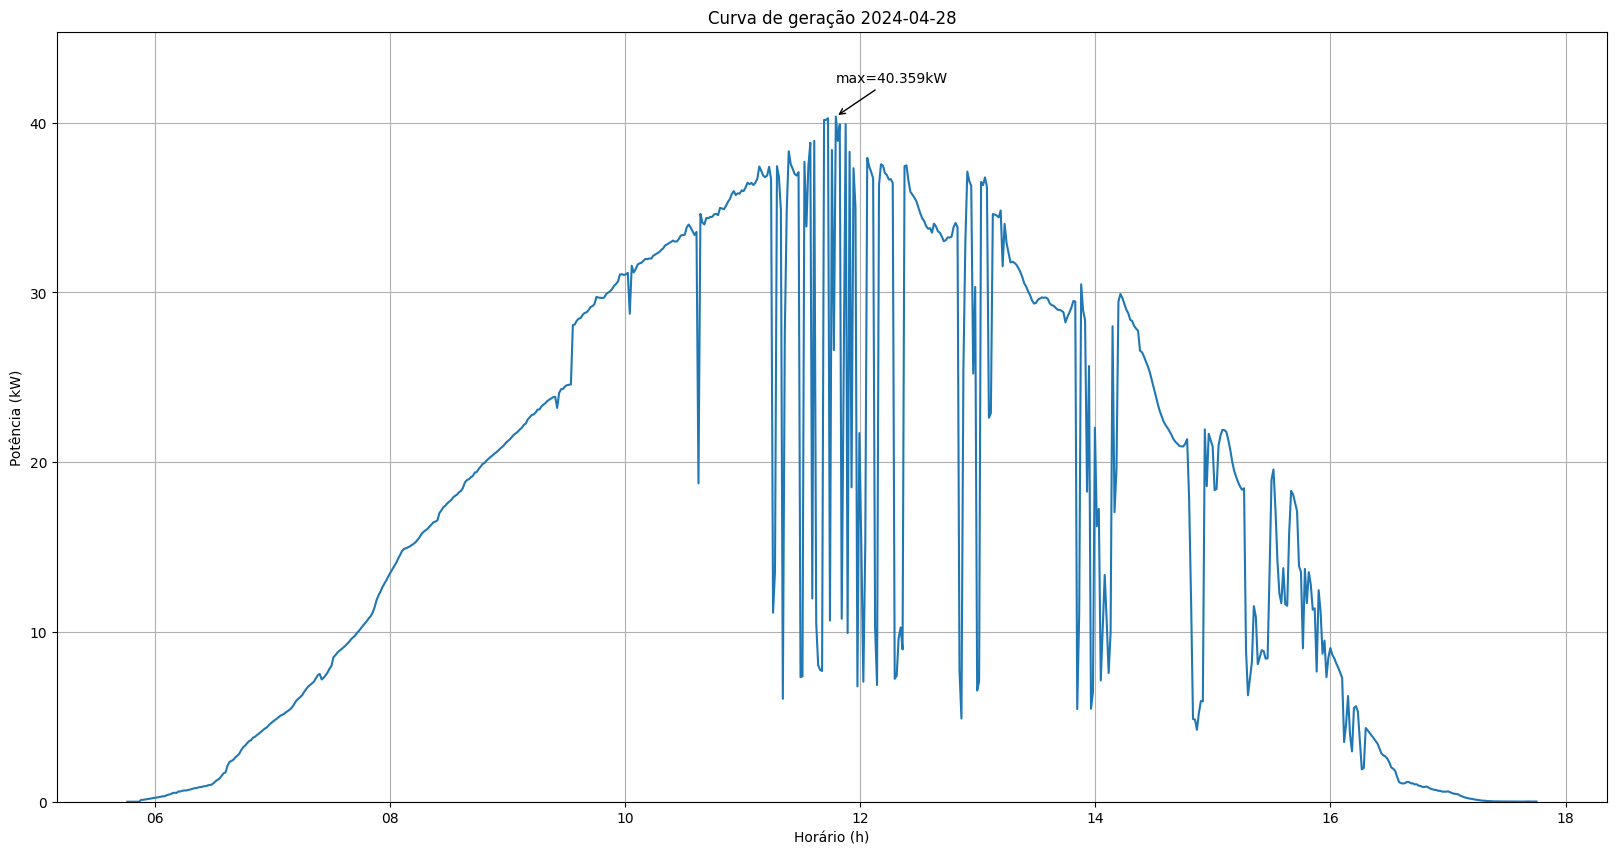 Curva de geração 2024-04-28
max=40.359kW
Potência (kW)
40
30
20
10
0
06 08 10 12 14 16 18
Horário (h)